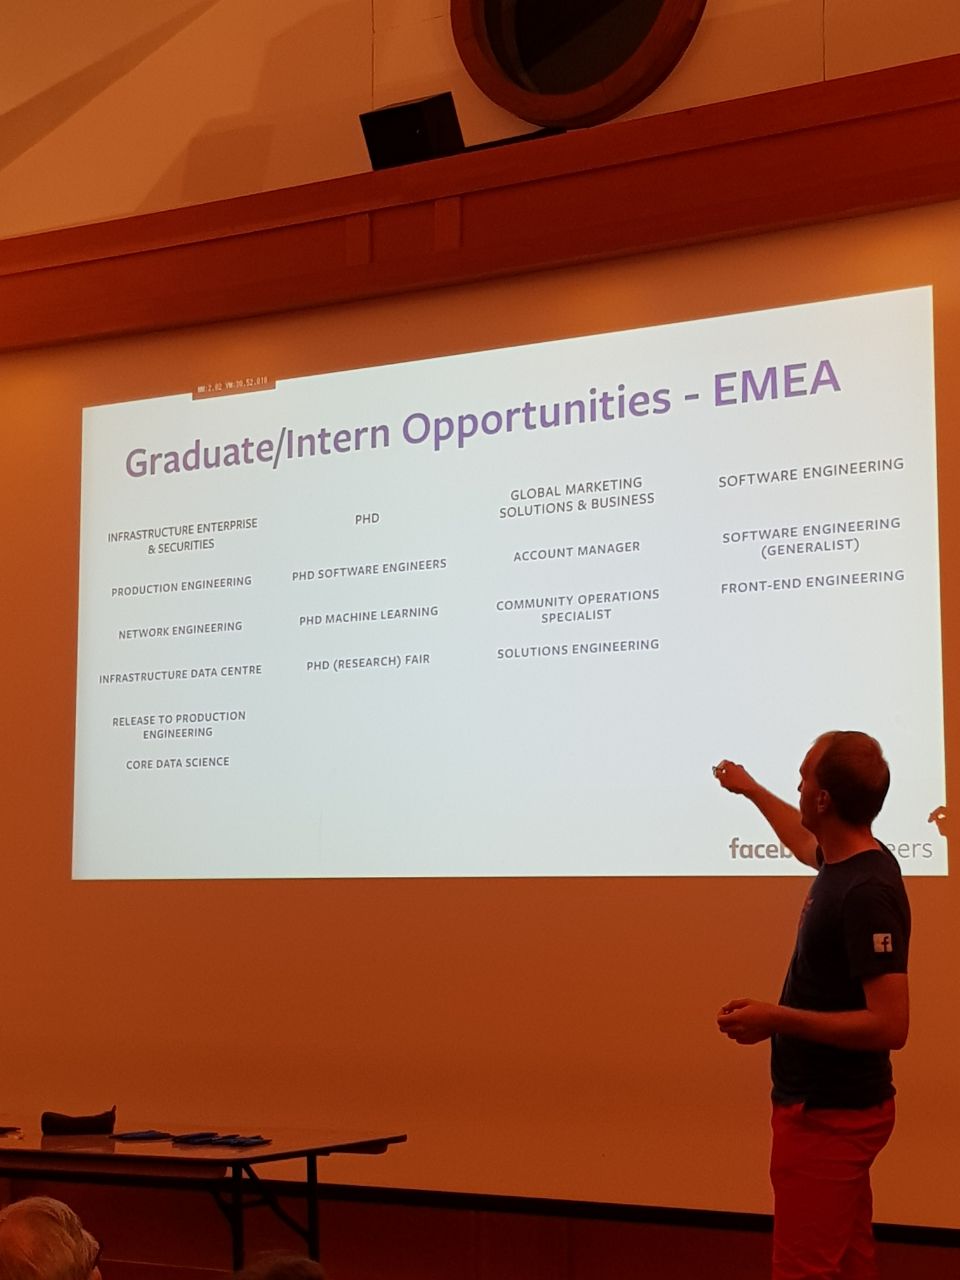 Graduate/Intern Opportunities - EMEA
INFRASTRUCTURE ENTERPRISE
& SECURITIES
PRODUCTION ENGINEERING
NETWORK ENGINEERING
INFRASTRUCTURE DATA CENTRE
RELEASE TO PRODUCTION
ENGINEERING
CORE DATA SCIENCE
PHD
PHD SOFTWARE ENGINEERS
PHD MACHINE LEARNING
PHD (RESEARCH) FAIR
GLOBAL MARKETING
SOLUTIONS & BUSINESS
ACCOUNT MANAGER
COMMUNITY OPERATIONS
SPECIALIST
SOLUTIONS ENGINEERING
SOFTWARE ENGINEERING
SOFTWARE ENGINEERING
(GENERALIST)
FRONT-END ENGINEERING
faceb eers
f